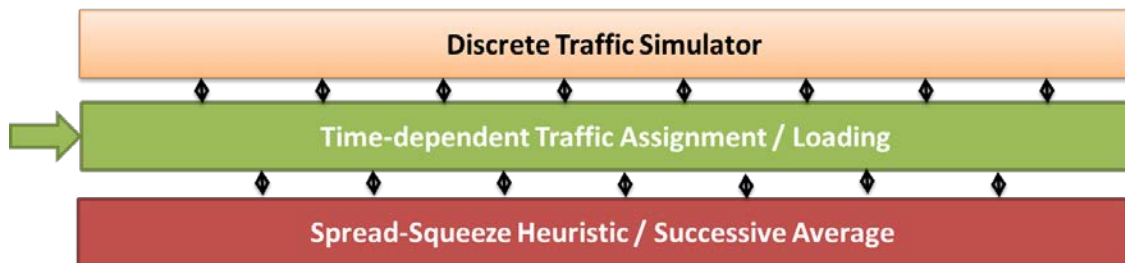 Discrete Traffic Simulator
Time-dependent Traffic Assignment / Loading
Spread-Squeeze Heuristic / Successive Average